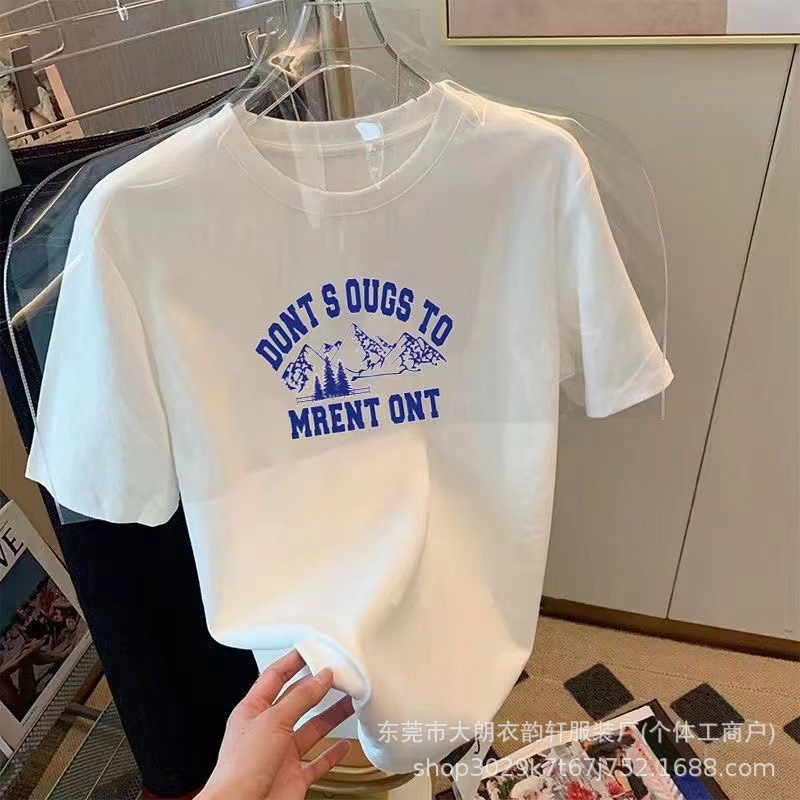 DONT S OUGS TO
MRENT ONT
VE
东莞市大朗衣韵轩服装厂(个体工商户)
shop3029k7t67j752.1688.com